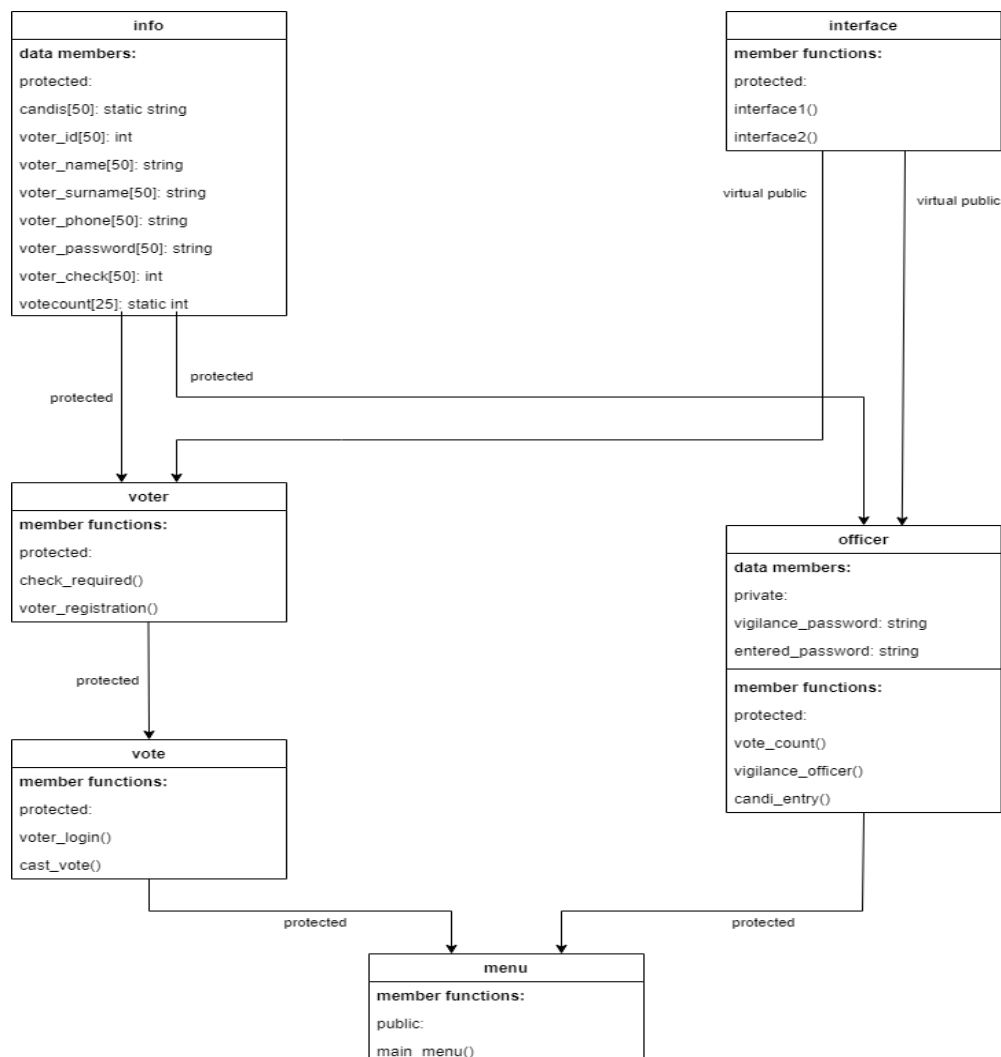 info
data members:
protected:
candis[50]: static string
voter_id[50]: int
voter_name[50]: string
voter_surname[50]: string
voter_phone[50]: string
voter_password[50]: string
voter_check[50]: int
votecount[25]: static int
interface
member functions:
protected:
interface1()
interface2()
virtual public
virtual public
protected
protected
voter
member functions:
protected:
check_required()
voter_registration()
officer
data members:
private:
vigilance_password: string
entered_password: string
member functions:
protected:
vote_count()
vigilance_officer()
candi_entry()
protected
vote
member functions:
protected:
voter_login()
cast_vote()
protected
protected
menu
member functions:
public:
main_menu()